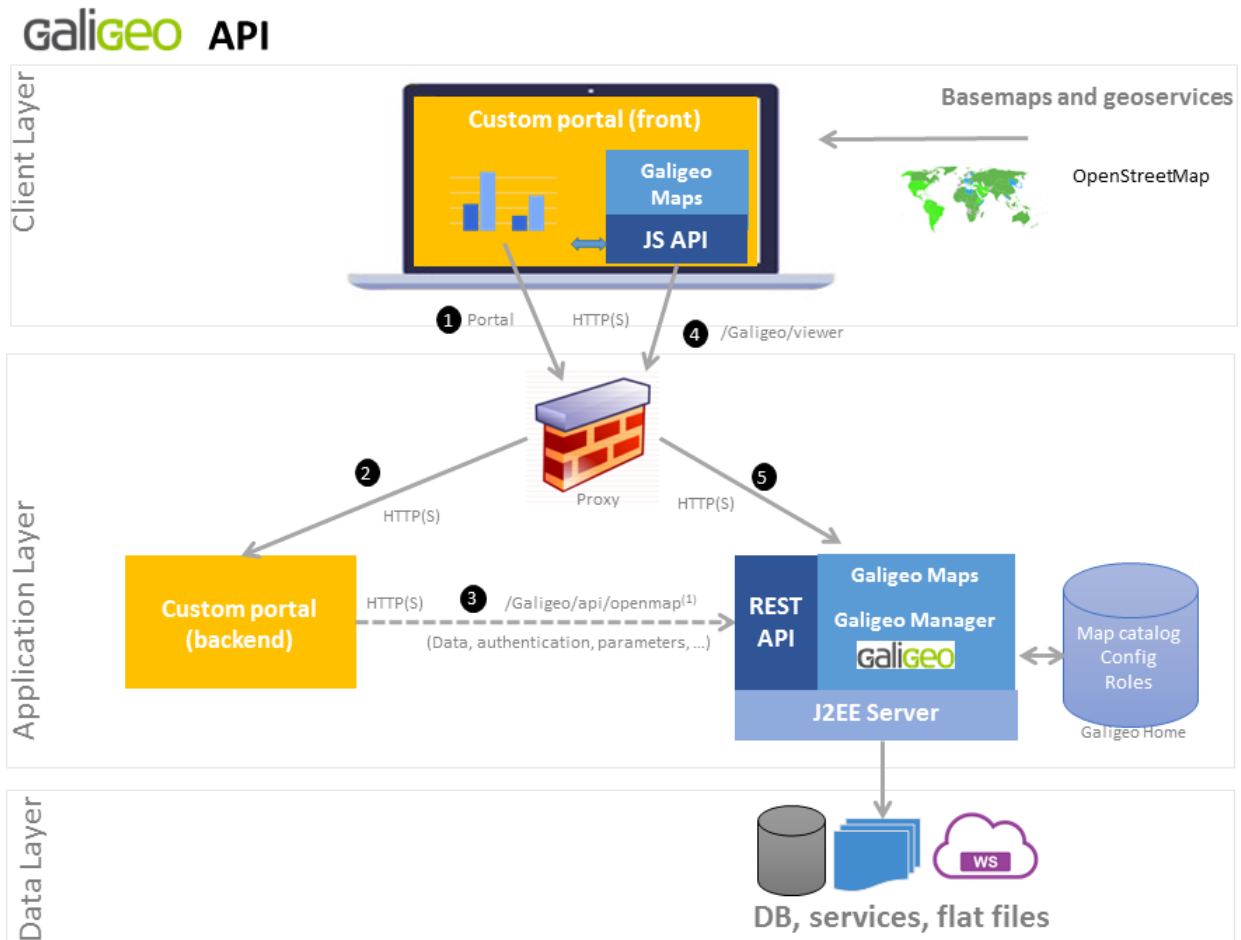 Galigeo API
Client Layer
Custom portal (front)
Galigeo
Maps
JS API
Basemaps and geoservices
OpenStreetMap
1 Portal
HTTP(S)
4 /Galigeo/viewer
Application Layer
Proxy
2
HTTP(S)
5
HTTP(S)
Custom portal
(backend)
HTTP(S) 3 /Galigeo/api/openmap(1)
(Data, authentication, parameters, ...)
REST
API
Galigeo Maps
Galigeo Manager
Galigeo
J2EE Server
Map catalog
Config
Roles
Galigeo Home
Data Layer
WS
DB, services, flat files